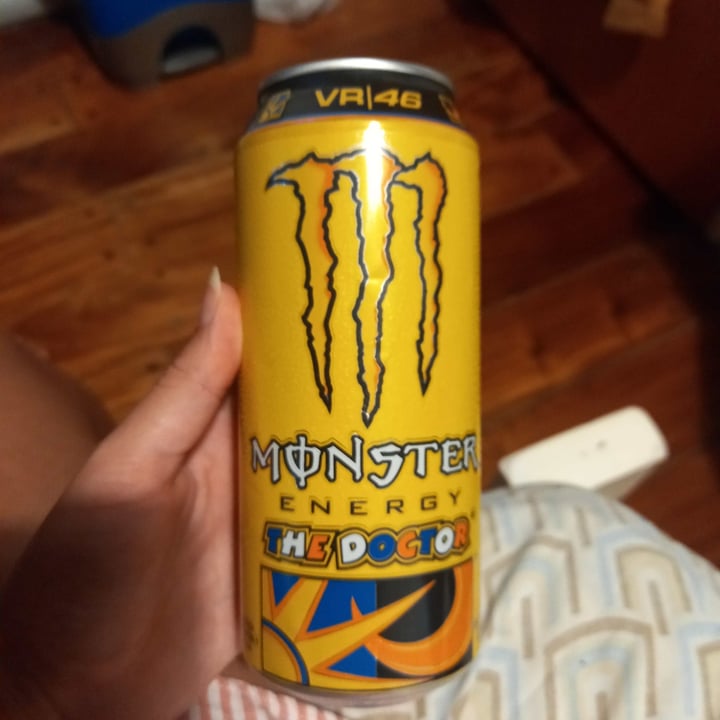 VR|46
MONSTER
ENERGY
THE DOCTOR